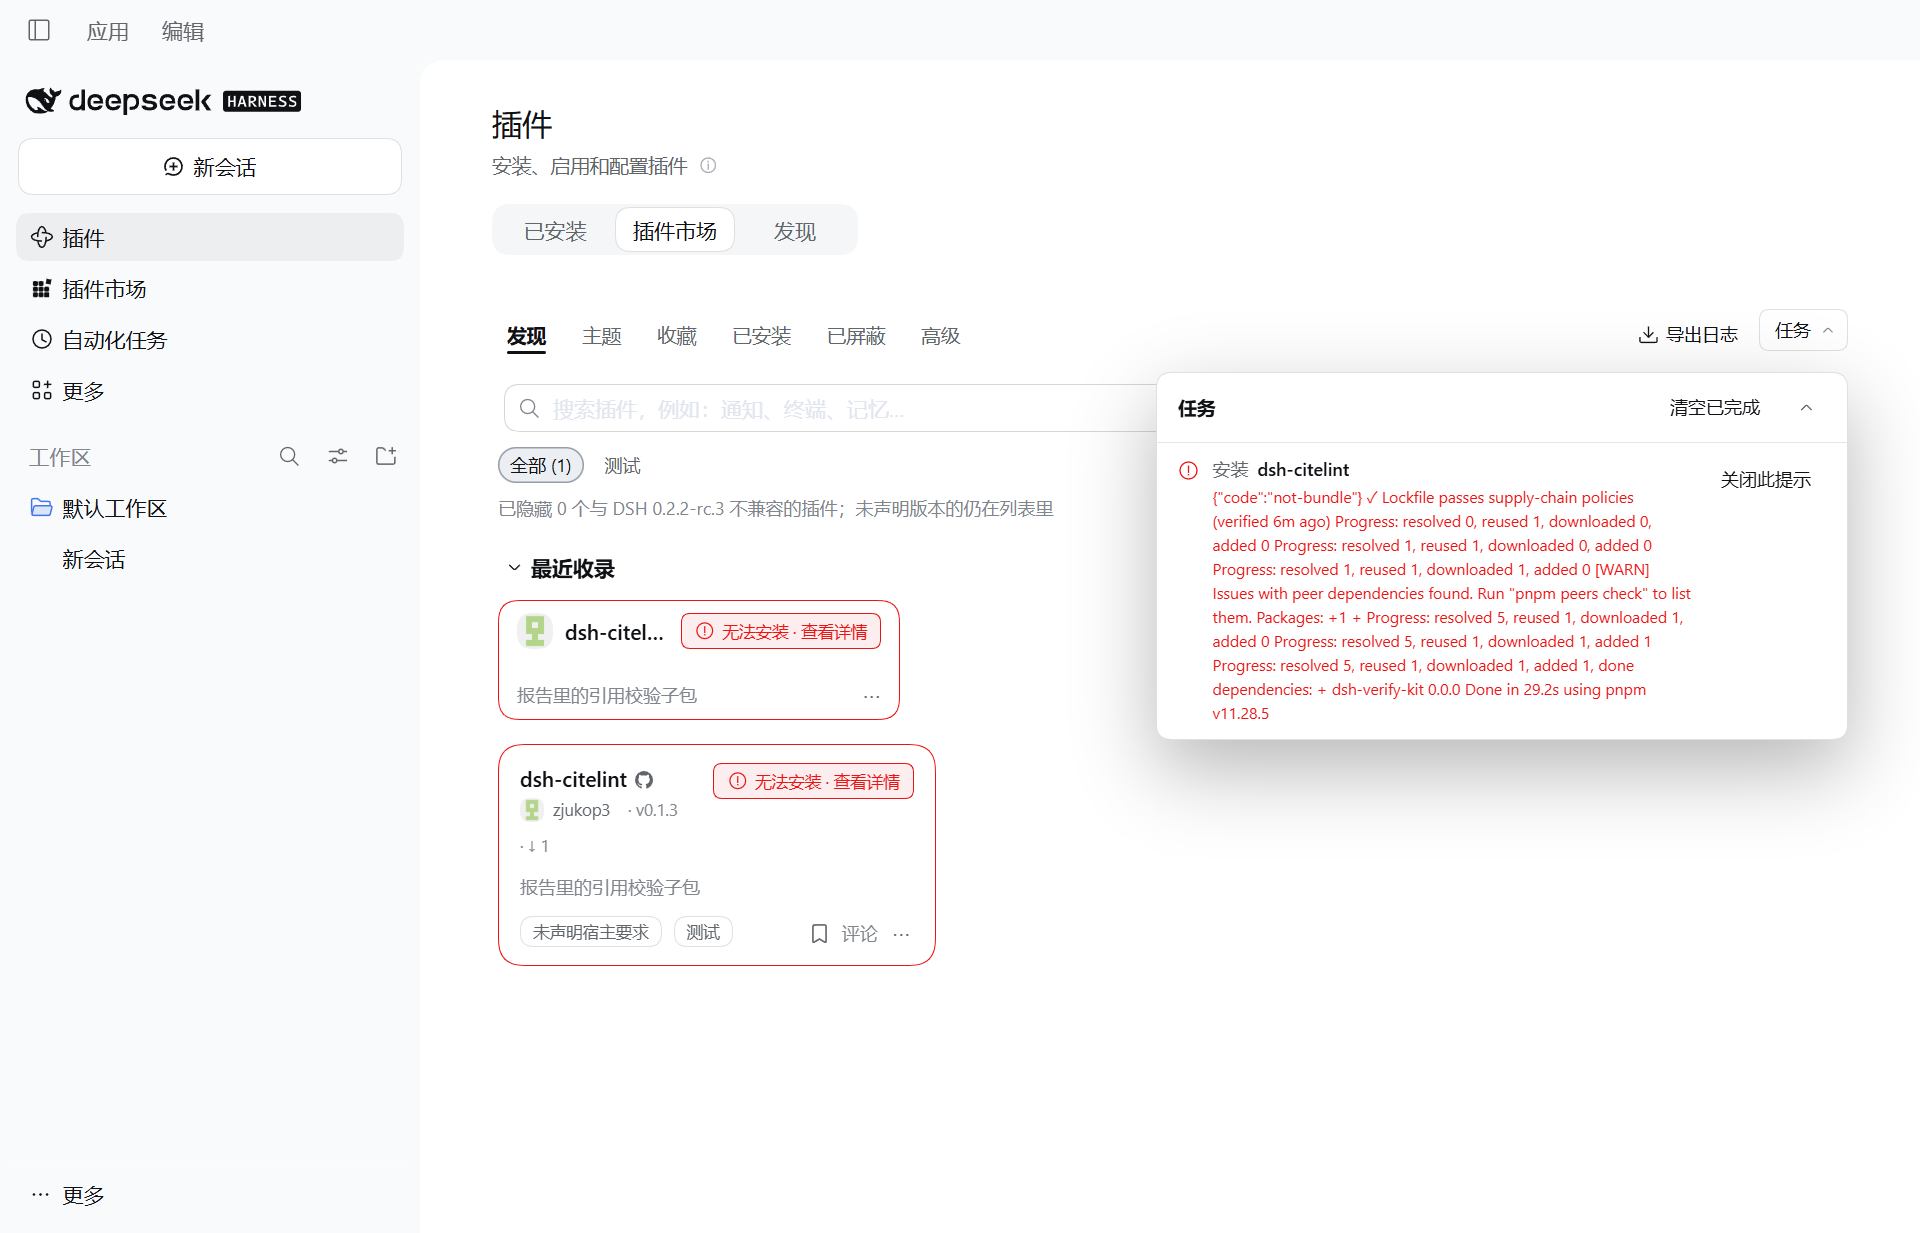 应用 编辑
deepseek HARNESS
新会话
插件
插件市场
自动化任务
更多
工作区
默认工作区
新会话
更多
插件
安装、启用和配置插件
已安装 插件市场 发现
发现 主题 收藏 已安装 已屏蔽 高级
导出日志 任务
搜索插件，例如：通知、终端、记忆...
全部 (1) 测试
已隐藏 0 个与 DSH 0.2.2-rc.3 不兼容的插件；未声明版本的仍在列表里
最近收录
dsh-citel... 无法安装 · 查看详情
报告里的引用校验子包 ...
dsh-citelint 无法安装 · 查看详情
zjukop3 · v0.1.3
· ↓ 1
报告里的引用校验子包
未声明宿主要求 测试 评论 ...
任务 清空已完成
安装 dsh-citelint 关闭此提示
{"code":"not-bundle"} ✓ Lockfile passes supply-chain policies
(verified 6m ago) Progress: resolved 0, reused 1, downloaded 0,
added 0 Progress: resolved 1, reused 1, downloaded 0, added 0
Progress: resolved 1, reused 1, downloaded 1, added 0 [WARN]
Issues with peer dependencies found. Run "pnpm peers check" to list
them. Packages: +1 + Progress: resolved 5, reused 1, downloaded 1,
added 0 Progress: resolved 5, reused 1, downloaded 1, added 1
Progress: resolved 5, reused 1, downloaded 1, added 1, done
dependencies: + dsh-verify-kit 0.0.0 Done in 29.2s using pnpm
v11.28.5